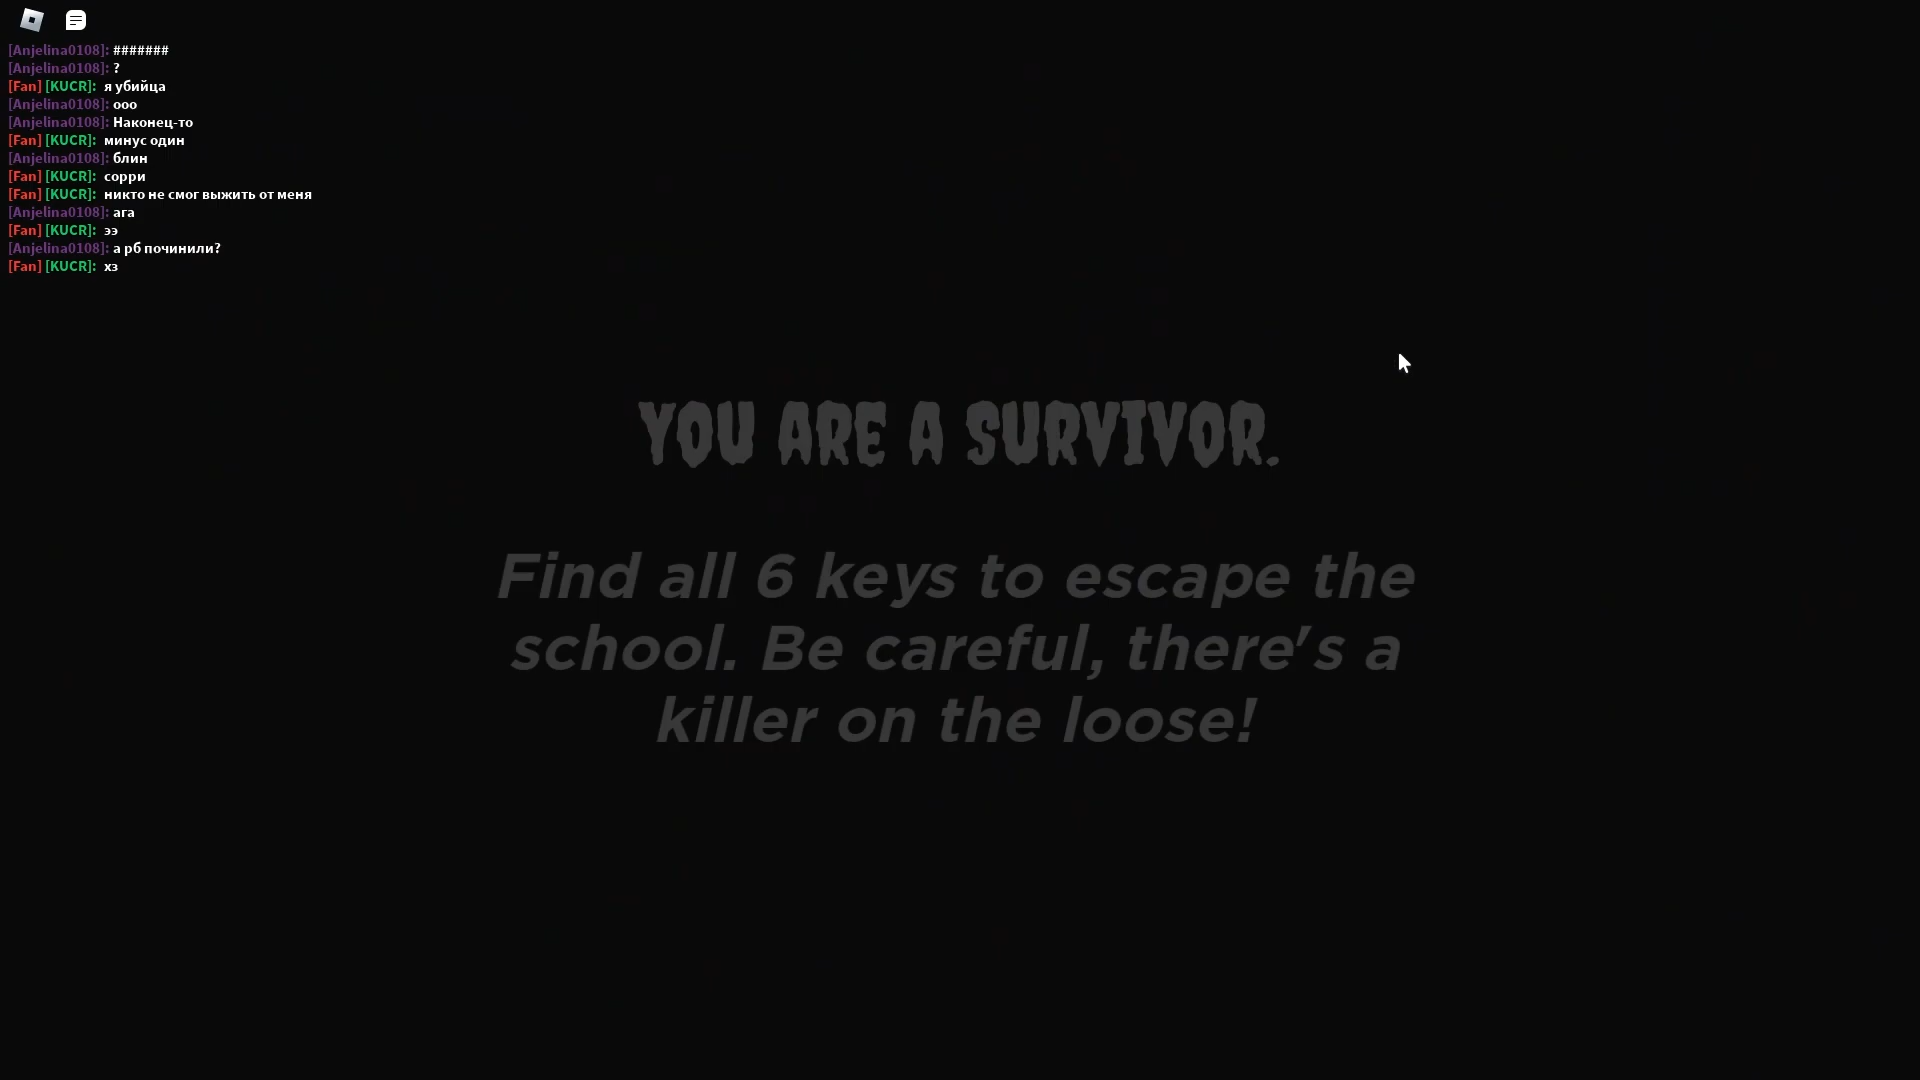 [Anjelina0108]: #######
[Anjelina0108]: ?
[Fan] [KUCR]: я убийца
[Anjelina0108]: ооо
[Anjelina0108]: Наконец-то
[Fan] [KUCR]: минус один
[Anjelina0108]: блин
[Fan] [KUCR]: сорри
[Fan] [KUCR]: никто не смог выжить от меня
[Anjelina0108]: ага
[Fan] [KUCR]: ээ
[Anjelina0108]: а рб починили?
[Fan] [KUCR]: хз
YOU ARE A SURVIVOR.
Find all 6 keys to escape the
school. Be careful, there's a
killer on the loose!